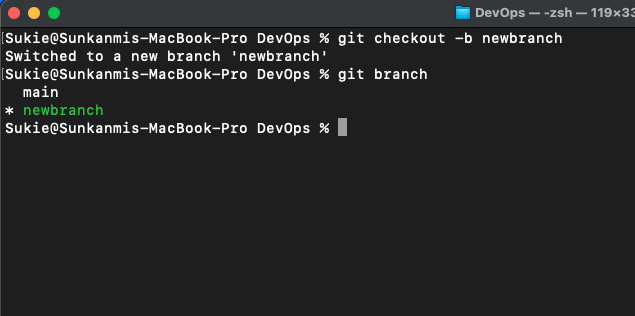 DevOps — -zsh — 119×33
Sukie@Sunkanmis-MacBook-Pro DevOps % git checkout -b newbranch
Switched to a new branch 'newbranch'
Sukie@Sunkanmis-MacBook-Pro DevOps % git branch
  main
* newbranch
Sukie@Sunkanmis-MacBook-Pro DevOps %